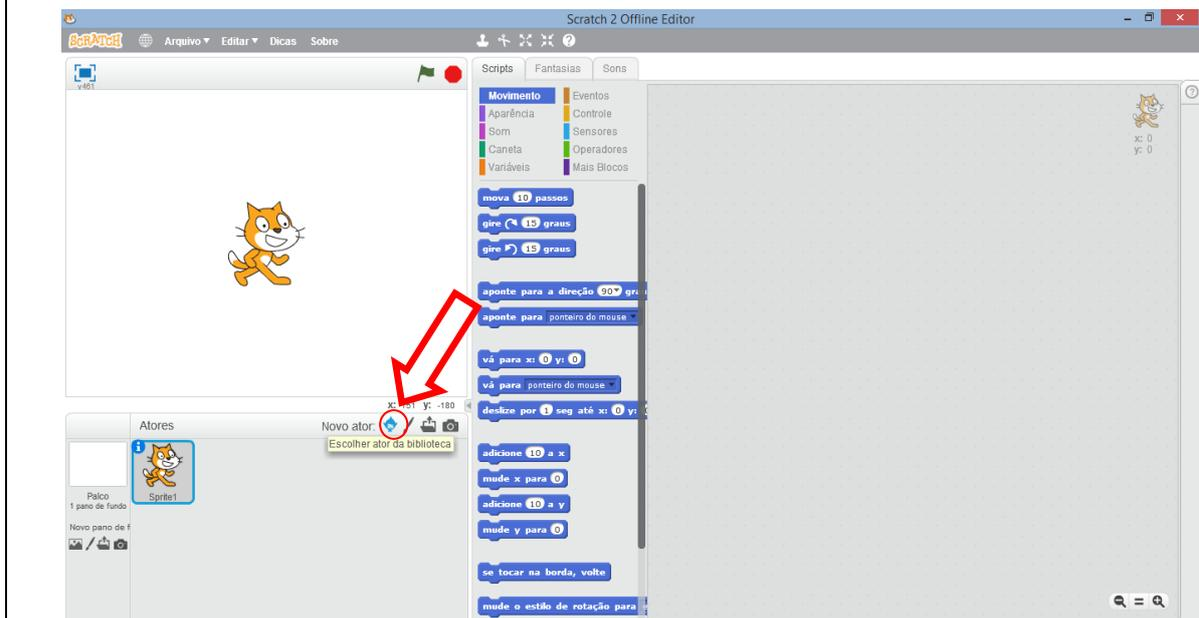 Scratch 2 Offline Editor
SCRATCH Arquivo Editar Dicas Sobre
v461
Scripts Fantasias Sons
Movimento Eventos
Aparência Controle
Som Sensores
Caneta Operadores
Variáveis Mais Blocos
x: 0
y: 0
mova 10 passos
gire 15 graus
gire 15 graus
aponte para a direção 90
aponte para ponteiro do mouse
vá para x: 0 y: 0
vá para ponteiro do mouse
deslize por 1 seg até x: 0 y:
adicione 10 a x
mude x para 0
adicione 10 a y
mude y para 0
se tocar na borda, volte
mude o estilo de rotação para
y: -180
Atores Novo ator:
Escolher ator da biblioteca
Palco
1 pano de fundo
Sprite1
Novo pano de